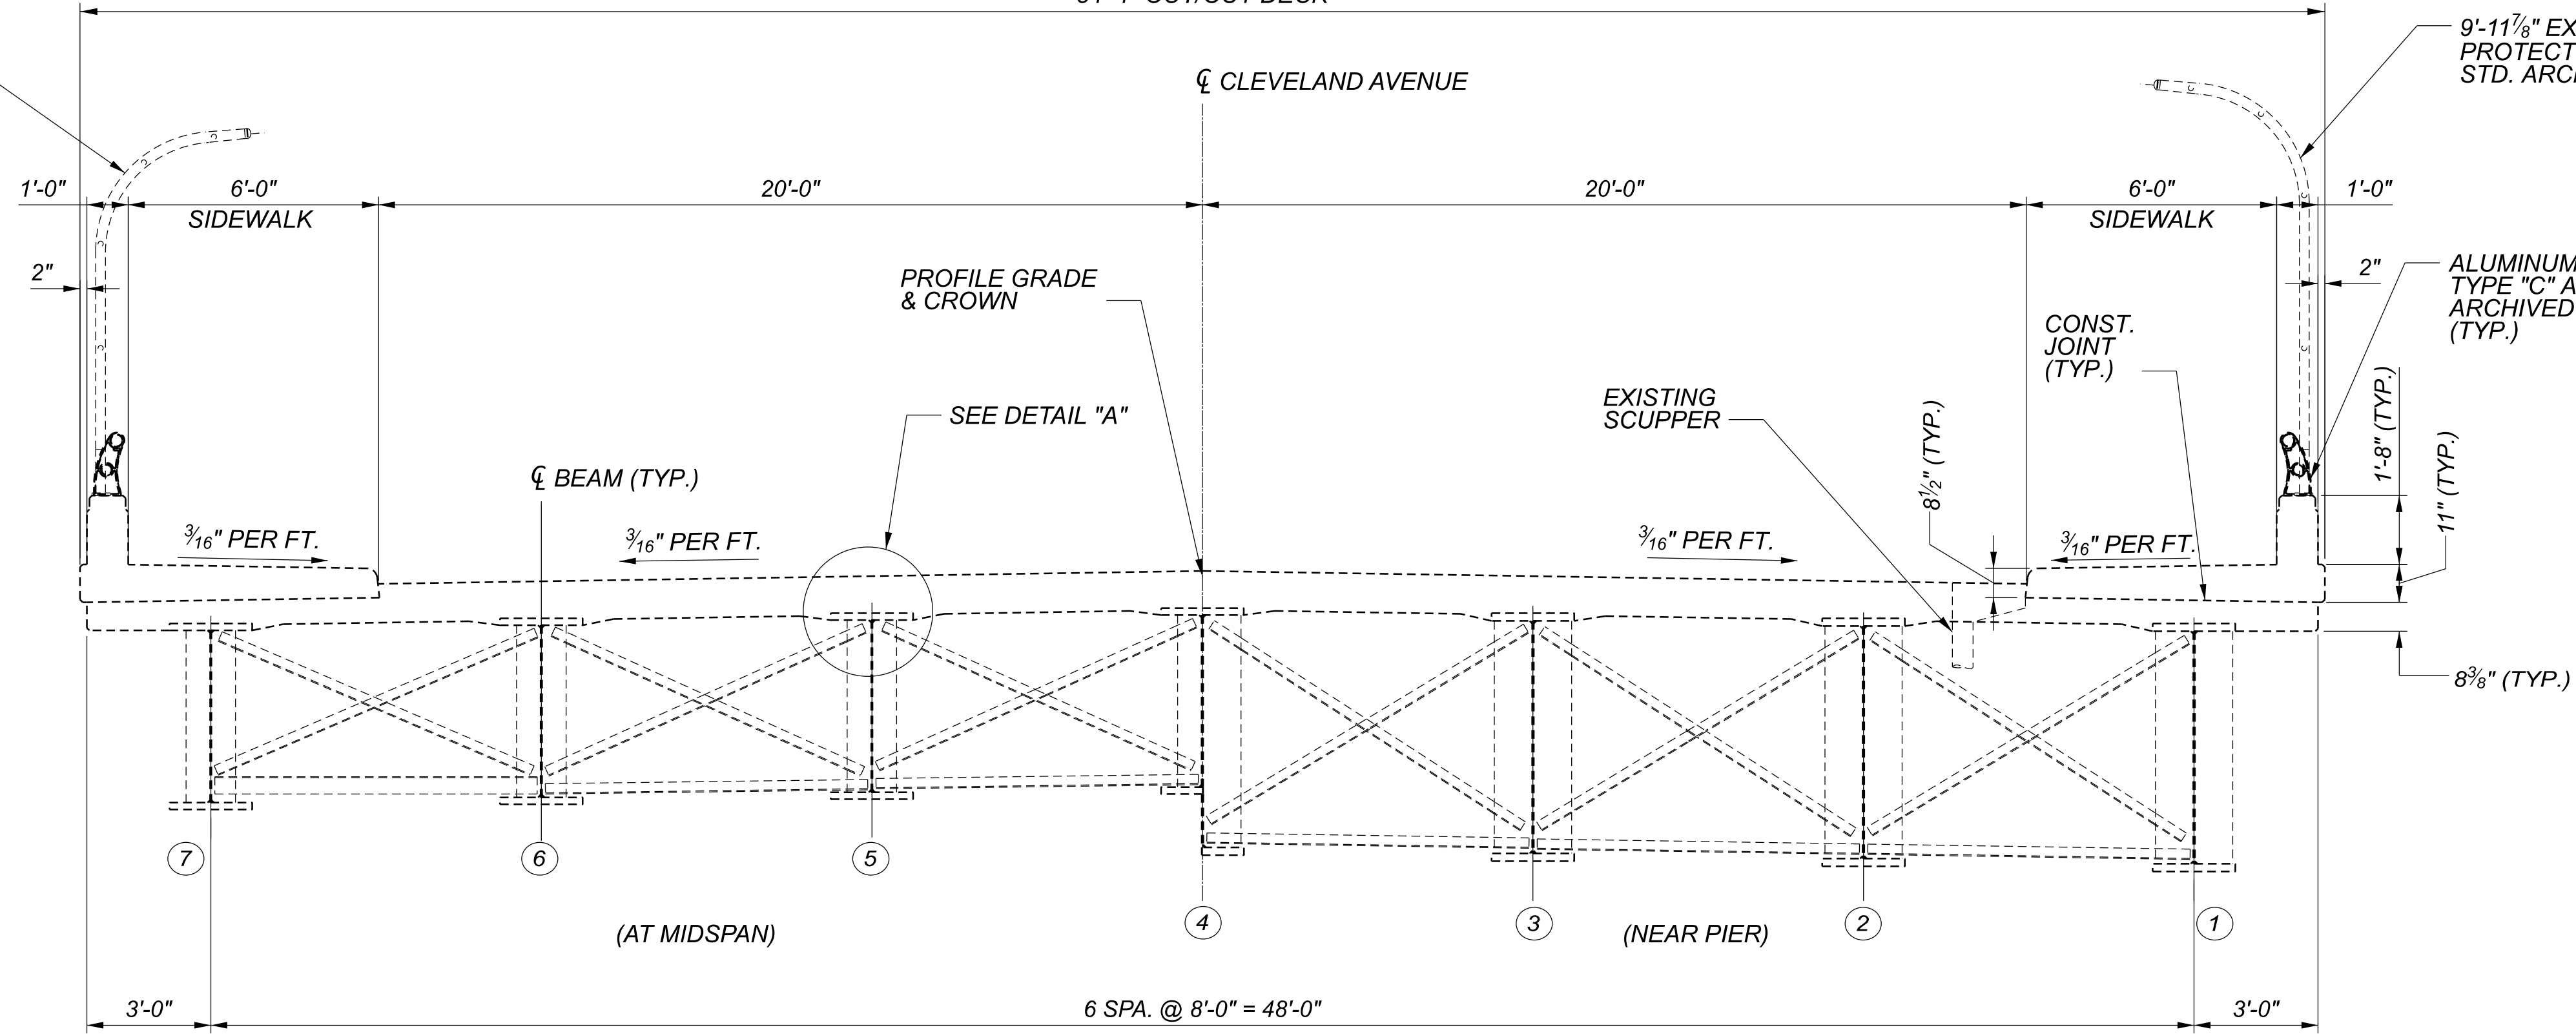 OUT/OUT DECK
9'-11⅞" EX
PROTECT
STD. ARC
℄ CLEVELAND AVENUE
1'-0"
6'-0"
SIDEWALK
20'-0"
20'-0"
6'-0"
SIDEWALK
1'-0"
2"
2"
PROFILE GRADE
& CROWN
ALUMINUM
TYPE "C" A
ARCHIVED
(TYP.)
CONST.
JOINT
(TYP.)
SEE DETAIL "A"
EXISTING
SCUPPER
8½" (TYP.)
1'-8" (TYP.)
11" (TYP.)
℄ BEAM (TYP.)
3/16" PER FT.
3/16" PER FT.
3/16" PER FT.
3/16" PER FT.
8⅜" (TYP.)
7
6
5
4
3
2
1
(AT MIDSPAN)
(NEAR PIER)
3'-0"
6 SPA. @ 8'-0" = 48'-0"
3'-0"